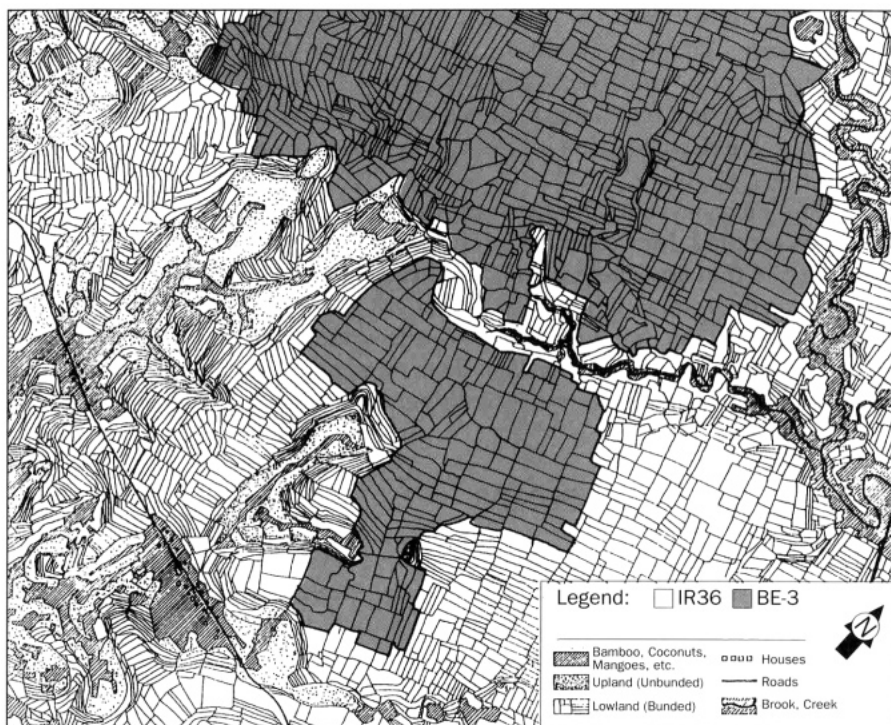 Legend: IR36 BE-3
Bamboo, Coconuts,
Mangoes, etc.
Houses
Upland (Unbunded)
Roads
Lowland (Bunded)
Brook, Creek
N